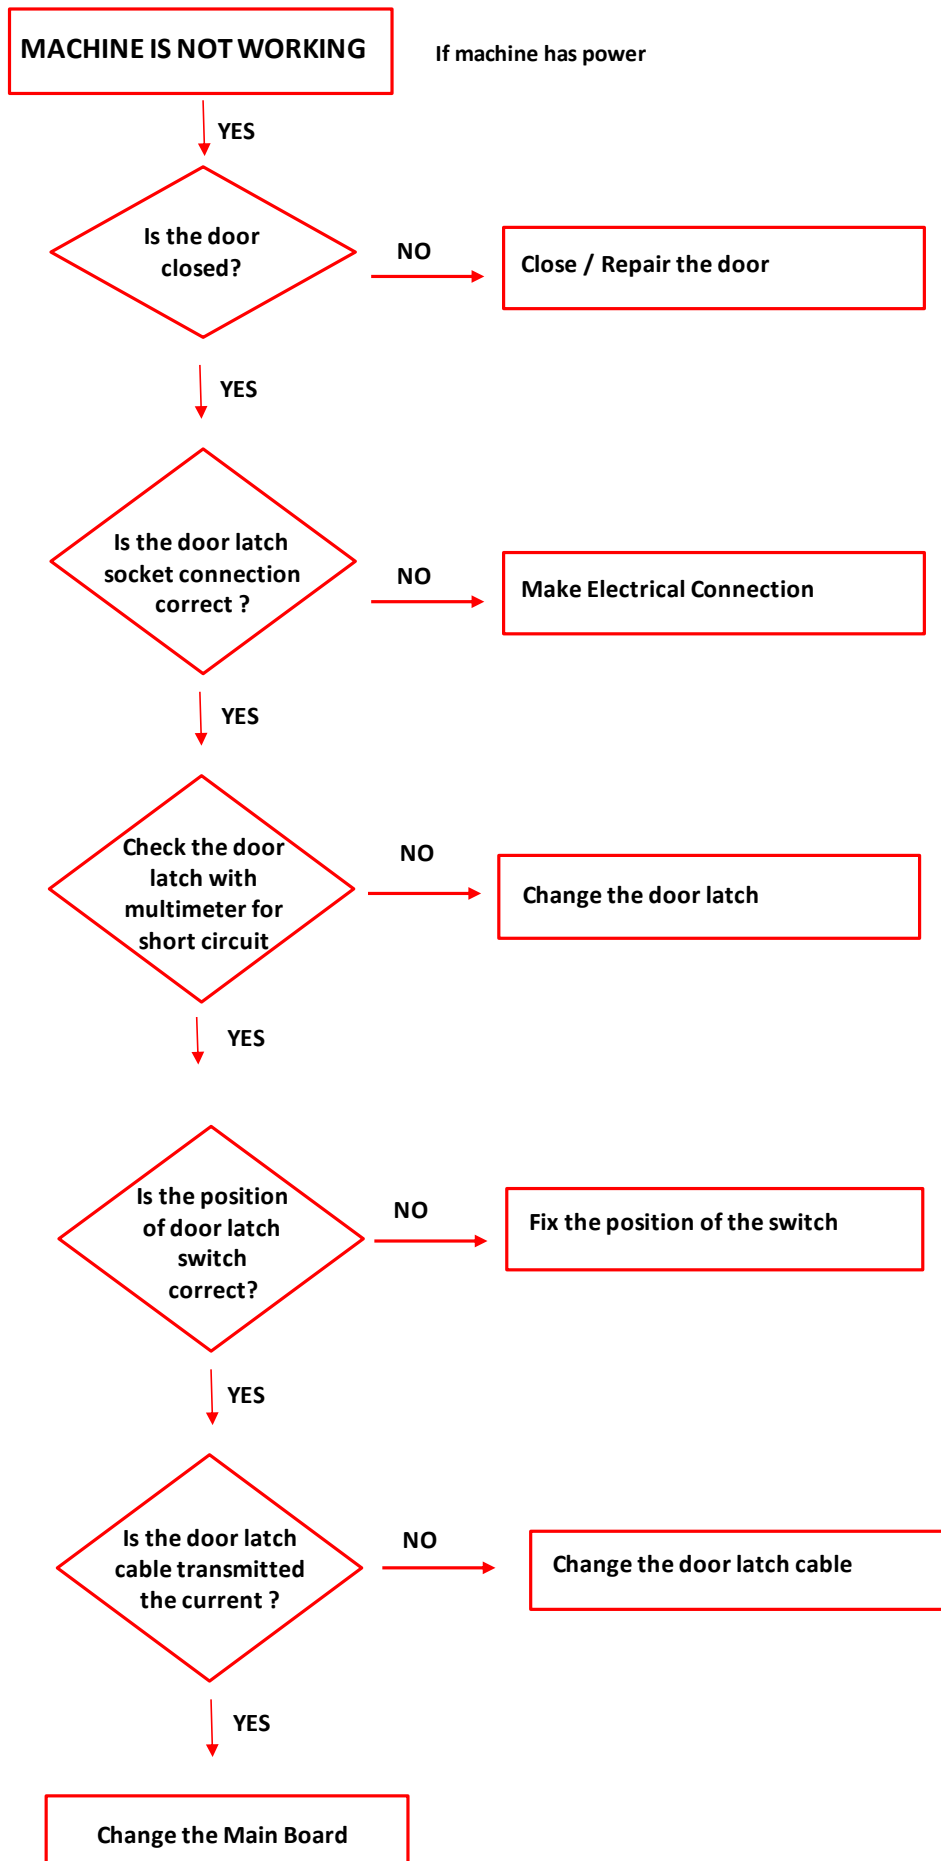 MACHINE IS NOT WORKING
If machine has power
YES
Is the door
closed?
NO
Close / Repair the door
YES
Is the door latch
socket connection
correct ?
NO
Make Electrical Connection
YES
Check the door
latch with
multimeter for
short circuit
NO
Change the door latch
YES
Is the position
of door latch
switch
correct?
NO
Fix the position of the switch
YES
Is the door latch
cable transmitted
the current ?
NO
Change the door latch cable
YES
Change the Main Board